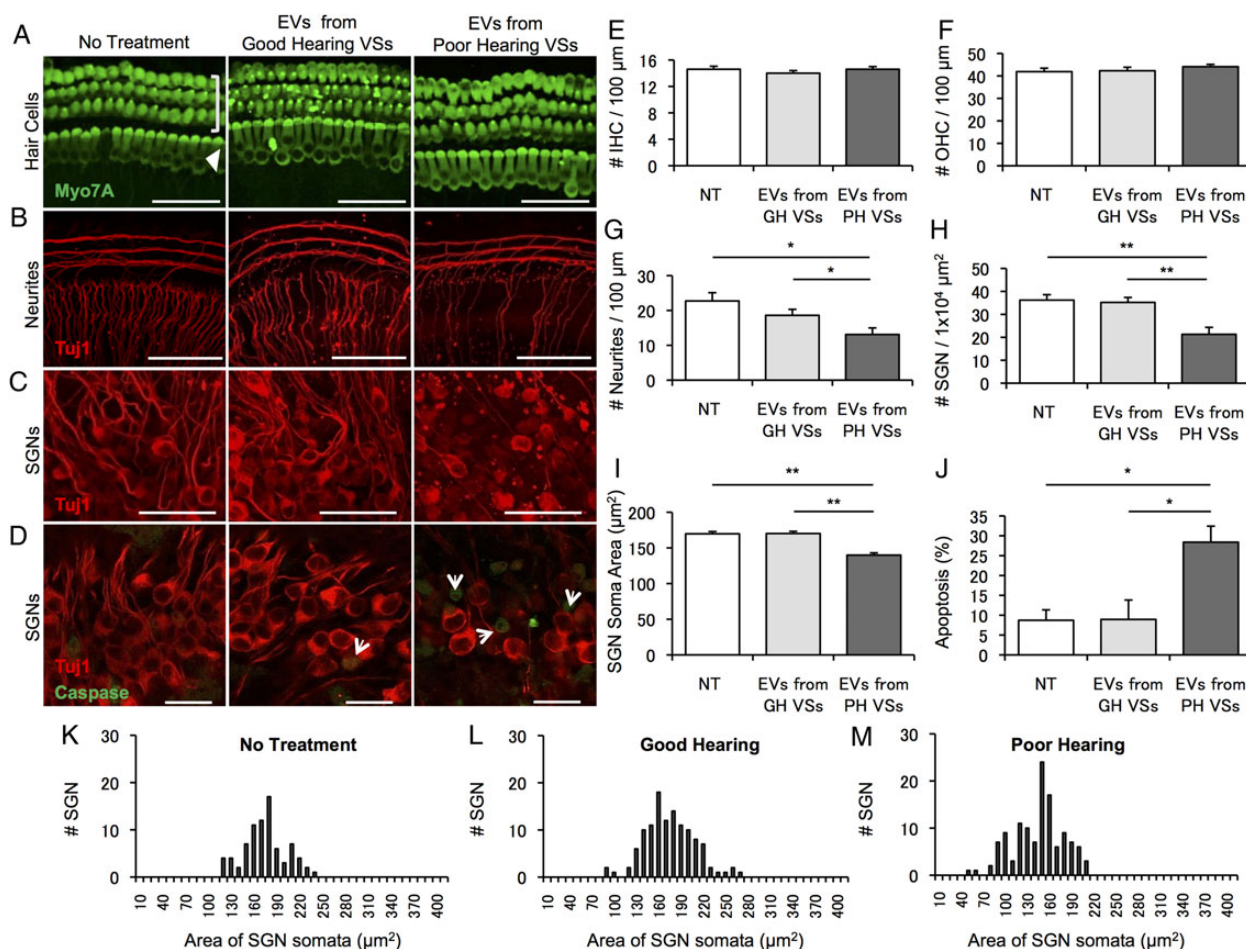 A
No Treatment
EVs from
Good Hearing VSs
EVs from
Poor Hearing VSs
Hair Cells
Myo7A
B
Neurites
Tuj1
C
SGNs
Tuj1
D
SGNs
Tuj1
Caspase
E
# IHC / 100 µm
16
12
8
4
0
NT
EVs from
GH VSs
EVs from
PH VSs
F
# OHC / 100 µm
50
40
30
20
10
0
NT
EVs from
GH VSs
EVs from
PH VSs
G
*
*
# Neurites / 100 µm
30
20
10
0
NT
EVs from
GH VSs
EVs from
PH VSs
H
**
**
# SGN / 1x10⁴ µm²
50
40
30
20
10
0
NT
EVs from
GH VSs
EVs from
PH VSs
I
**
**
SGN Soma Area (µm²)
200
150
100
50
0
NT
EVs from
GH VSs
EVs from
PH VSs
J
*
*
Apoptosis (%)
35
30
25
20
15
10
5
0
NT
EVs from
GH VSs
EVs from
PH VSs
K
No Treatment
# SGN
30
20
10
0
10 40 70 100 130 160 190 220 250 280 310 340 370 400
Area of SGN somata (µm²)
L
Good Hearing
# SGN
30
20
10
0
10 40 70 100 130 160 190 220 250 280 310 340 370 400
Area of SGN somata (µm²)
M
Poor Hearing
# SGN
30
20
10
0
10 40 70 100 130 160 190 220 250 280 310 340 370 400
Area of SGN somata (µm²)